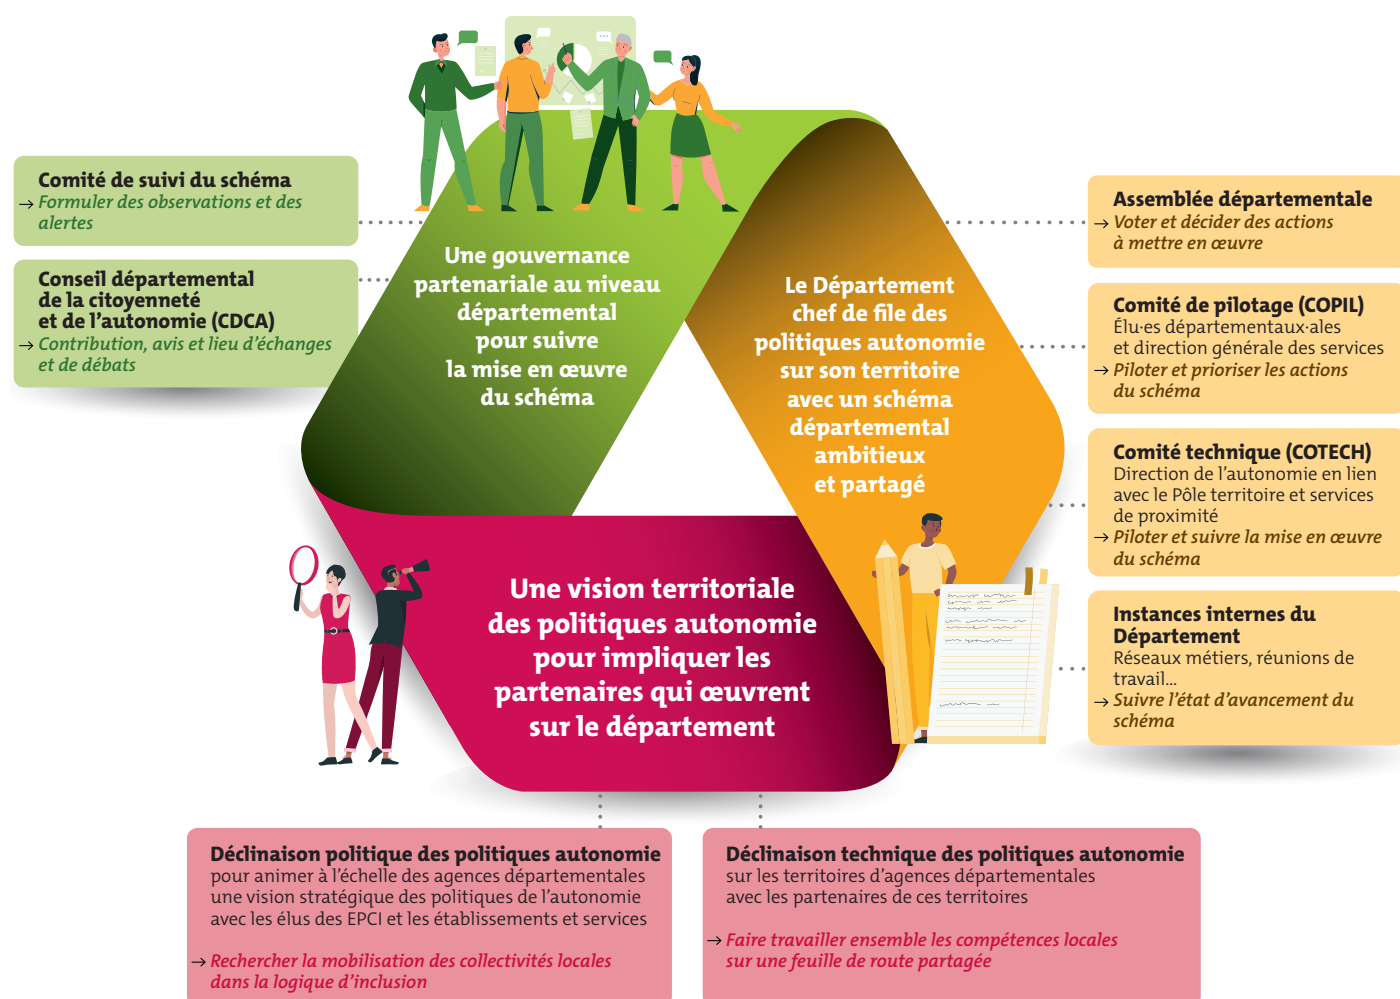 Comité de suivi du schéma
→ Formuler des observations et des
alertes
Conseil départemental
de la citoyenneté
et de l'autonomie (CDCA)
→ Contribution, avis et lieu d'échanges
et de débats
Une gouvernance
partenariale au niveau
départemental
pour suivre
la mise en œuvre
du schéma
Le Département
chef de file des
politiques autonomie
sur son territoire
avec un schéma
départemental
ambitieux
et partagé
Assemblée départementale
→ Voter et décider des actions
à mettre en œuvre
Comité de pilotage (COPIL)
Élu·es départementaux·ales
et direction générale des services
→ Piloter et prioriser les actions
du schéma
Comité technique (COTECH)
Direction de l'autonomie en lien
avec le Pôle territoire et services
de proximité
→ Piloter et suivre la mise en œuvre
du schéma
Instances internes du
Département
Réseaux métiers, réunions de
travail...
→ Suivre l'état d'avancement du
schéma
Une vision territoriale
des politiques autonomie
pour impliquer les
partenaires qui œuvrent
sur le département
Déclinaison politique des politiques autonomie
pour animer à l'échelle des agences départementales
une vision stratégique des politiques de l'autonomie
avec les élus des EPCI et les établissements et services
→ Rechercher la mobilisation des collectivités locales
dans la logique d'inclusion
Déclinaison technique des politiques autonomie
sur les territoires d'agences départementales
avec les partenaires de ces territoires
→ Faire travailler ensemble les compétences locales
sur une feuille de route partagée